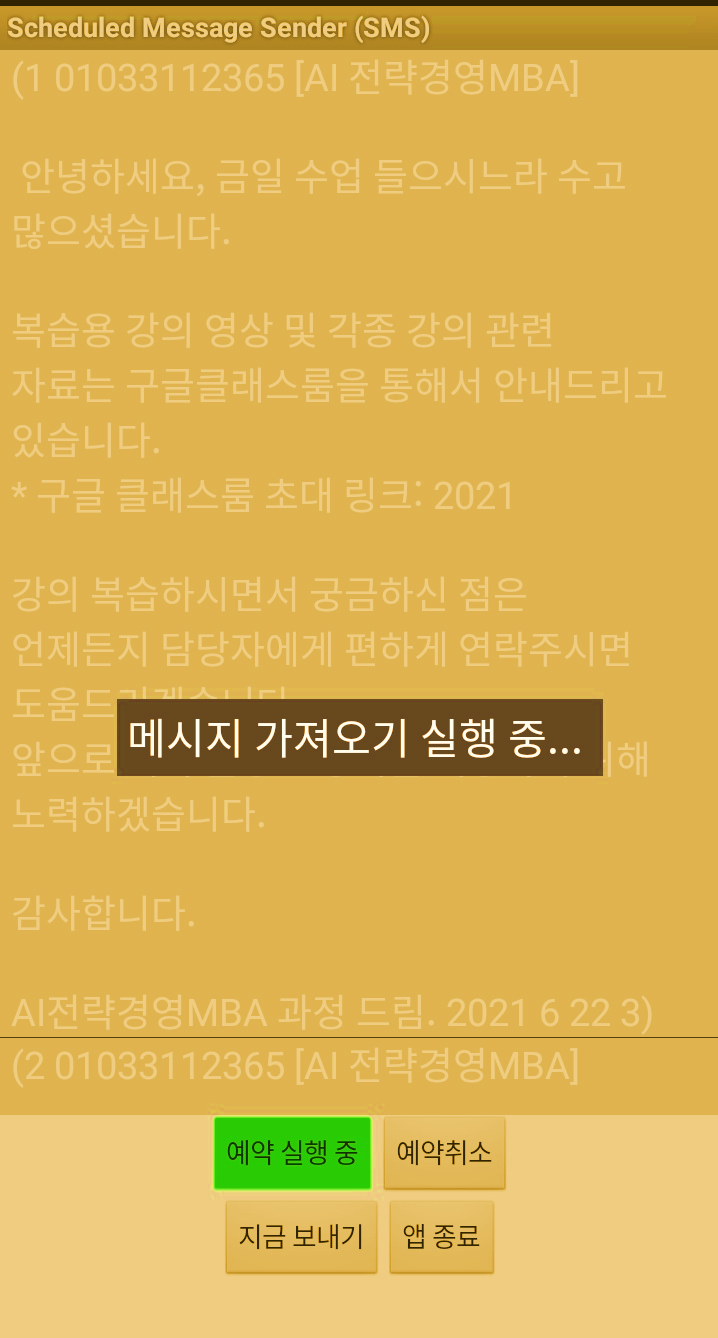 Scheduled Message Sender (SMS)
(1 01033112365 [AI 전략경영MBA]
안녕하세요, 금일 수업 들으시느라 수고
많으셨습니다.
복습용 강의 영상 및 각종 강의 관련
자료는 구글클래스룸을 통해서 안내드리고
있습니다.
* 구글 클래스룸 초대 링크: 2021
강의 복습하시면서 궁금하신 점은
언제든지 담당자에게 편하게 연락주시면
메시지 가져오기 실행 중...
앞으로
노력하겠습니다.
감사합니다.
AI전략경영MBA 과정 드림. 2021 6 22 3)
(2 01033112365 [AI 전략경영MBA]
예약 실행 중 예약취소
지금 보내기 앱 종료